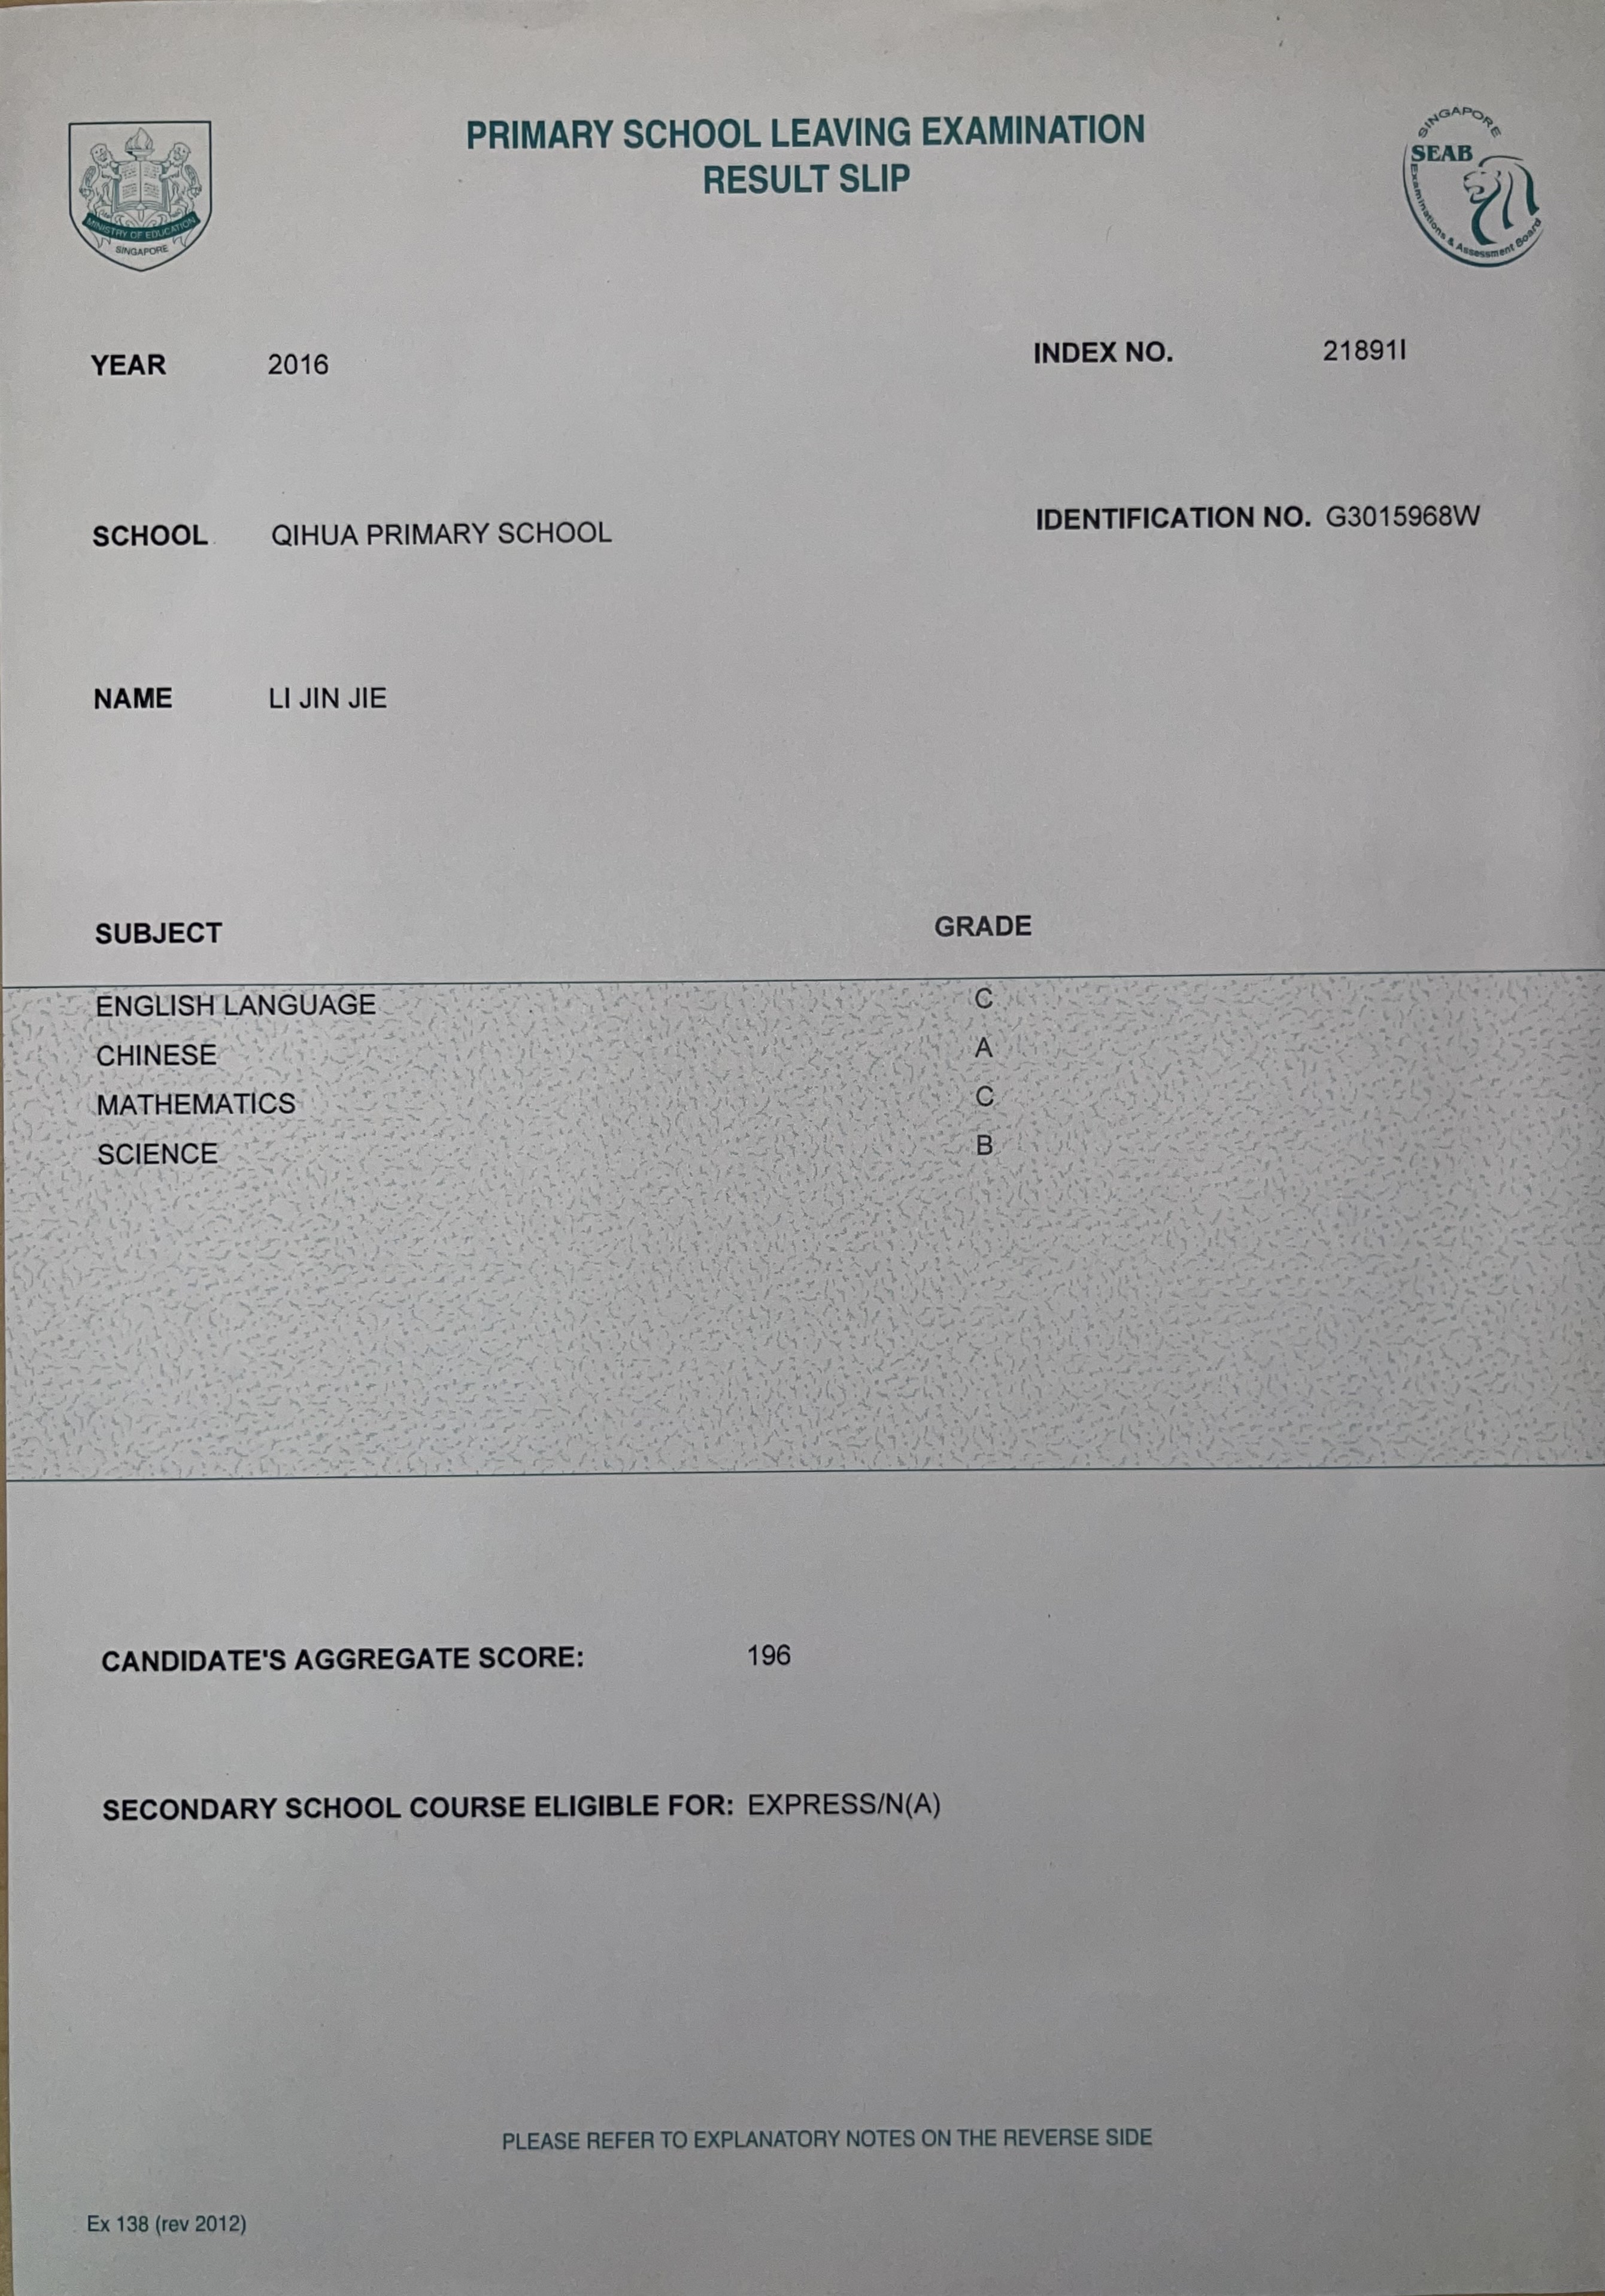 PRIMARY SCHOOL LEAVING EXAMINATION
RESULT SLIP
MINISTRY OF EDUCATION
SINGAPORE
SINGAPORE
SEAB
Examinations & Assessment Board
YEAR 2016 INDEX NO. 21891I
SCHOOL QIHUA PRIMARY SCHOOL IDENTIFICATION NO. G3015968W
NAME LI JIN JIE
SUBJECT GRADE
ENGLISH LANGUAGE C
CHINESE A
MATHEMATICS C
SCIENCE B
CANDIDATE'S AGGREGATE SCORE: 196
SECONDARY SCHOOL COURSE ELIGIBLE FOR: EXPRESS/N(A)
PLEASE REFER TO EXPLANATORY NOTES ON THE REVERSE SIDE
Ex 138 (rev 2012)